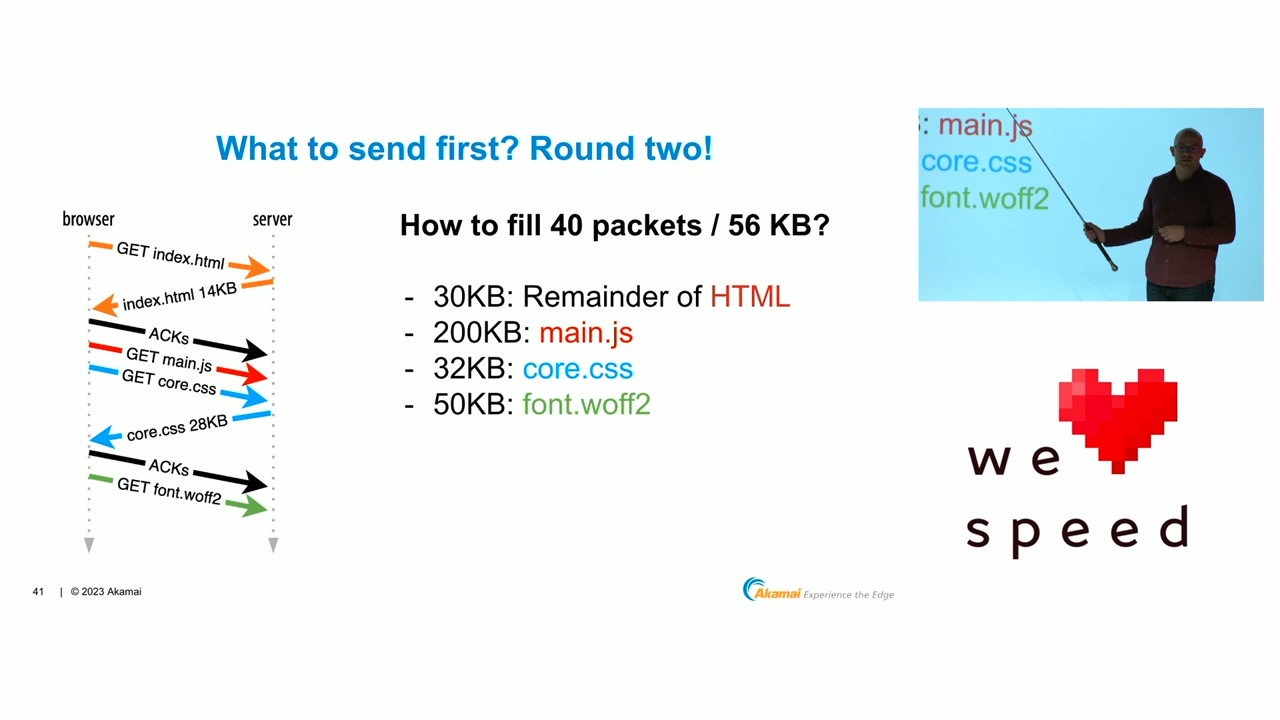 What to send first? Round two!
browser
server
GET index.html
index.html 14KB
ACKs
GET main.js
GET core.css
core.css 28KB
ACKs
GET font.woff2
How to fill 40 packets / 56 KB?
- 30KB: Remainder of HTML
- 200KB: main.js
- 32KB: core.css
- 50KB: font.woff2
41 | © 2023 Akamai
Akamai Experience the Edge
: main.js
core.css
font.woff2
we
speed